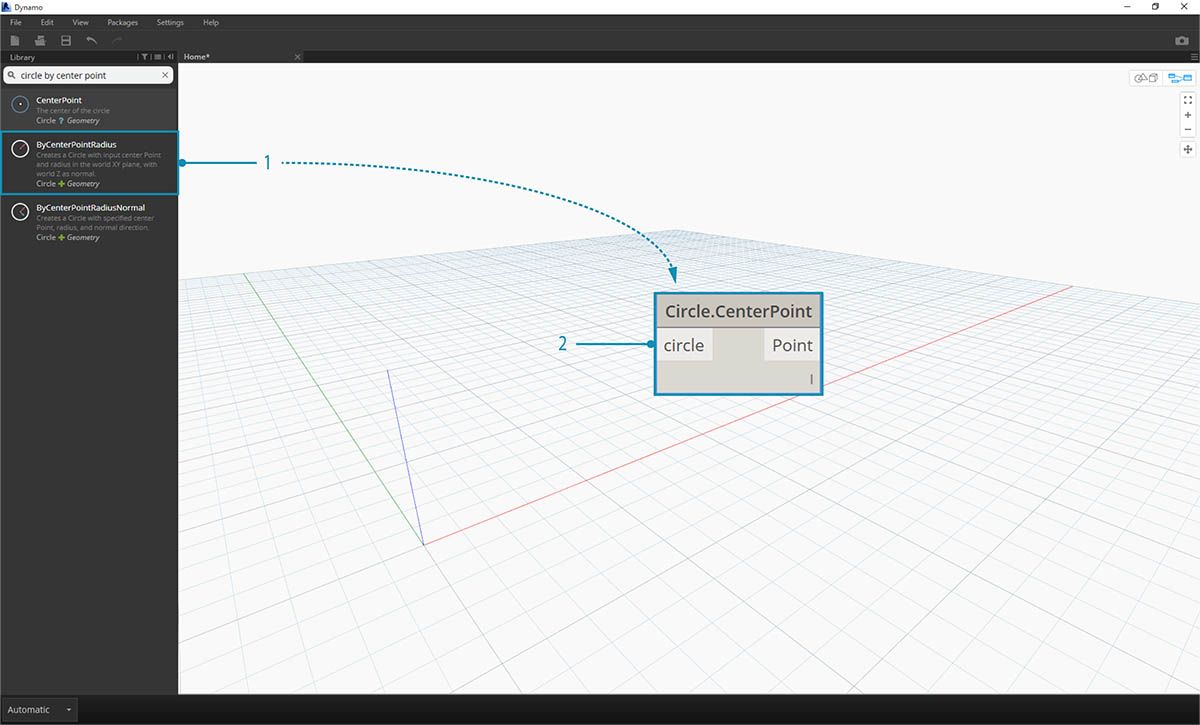 Dynamo
File Edit View Packages Settings Help
Library
Home*
circle by center point
CenterPoint
The center of the circle
Circle ? Geometry
ByCenterPointRadius
Creates a Circle with input center Point
and radius in the world XY plane, with
world Z as normal.
Circle + Geometry
ByCenterPointRadiusNormal
Creates a Circle with specified center
Point, radius, and normal direction.
Circle + Geometry
1
Circle.CenterPoint
2
circle Point
l
Automatic